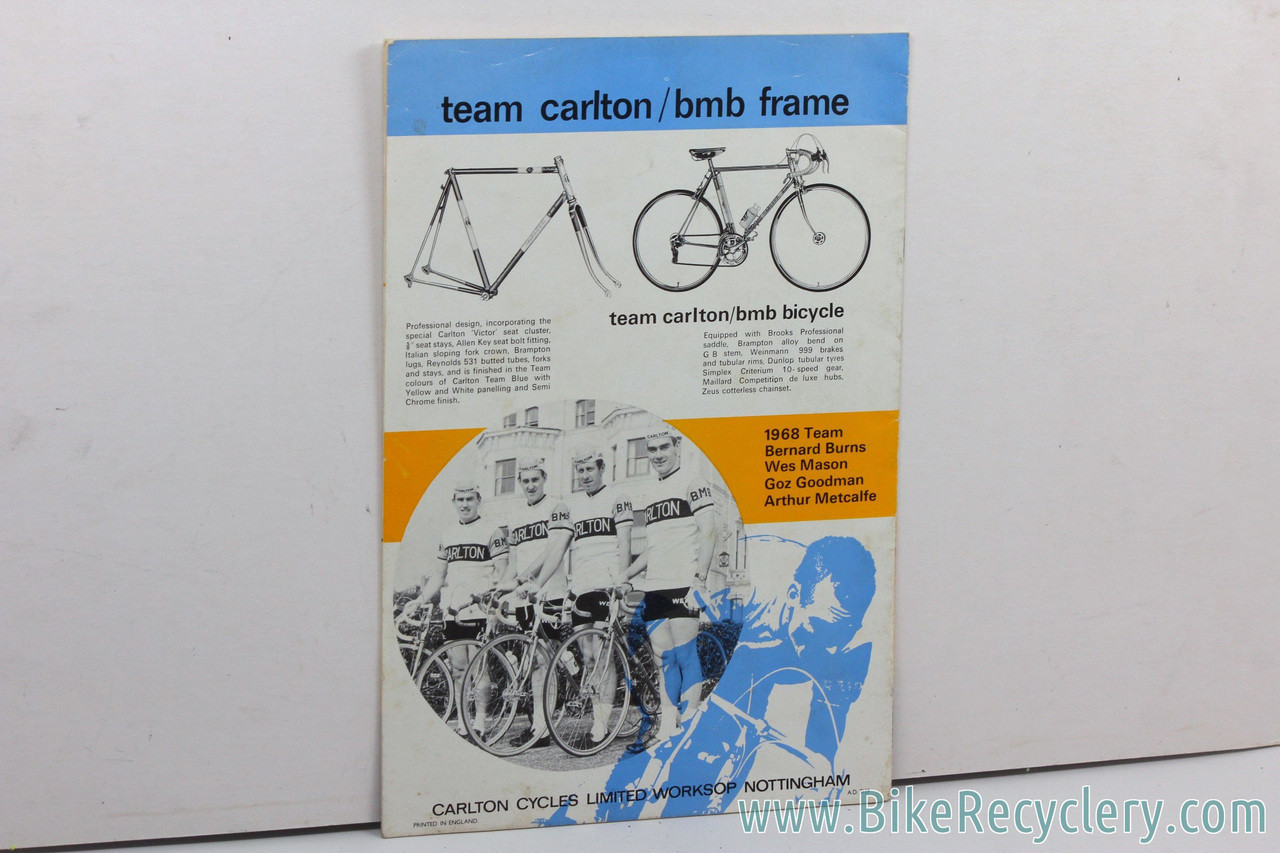 team carlton/bmb frame
team carlton/bmb bicycle
Professional design, incorporating the
special Carlton 'Victor' seat cluster,
⅜" seat stays, Allen Key seat bolt fitting,
Italian sloping fork crown, Brampton
lugs, Reynolds 531 butted tubes, forks
and stays, and is finished in the Team
colours of Carlton Team Blue with
Yellow and White panelling and Semi
Chrome finish.
Equipped with Brooks Professional
saddle, Brampton alloy bend on
GB stem, Weinmann 999 brakes
and tubular rims, Dunlop tubular tyres
Simplex Criterium 10-speed gear,
Maillard Competition de luxe hubs,
Zeus cotterless chainset.
1968 Team
Bernard Burns
Wes Mason
Goz Goodman
Arthur Metcalfe
CARLTON
CARLTON
CARLTON
CARLTON
CARLTON CYCLES LIMITED WORKSOP NOTTINGHAM
PRINTED IN ENGLAND.
www.BikeRecyclery.com